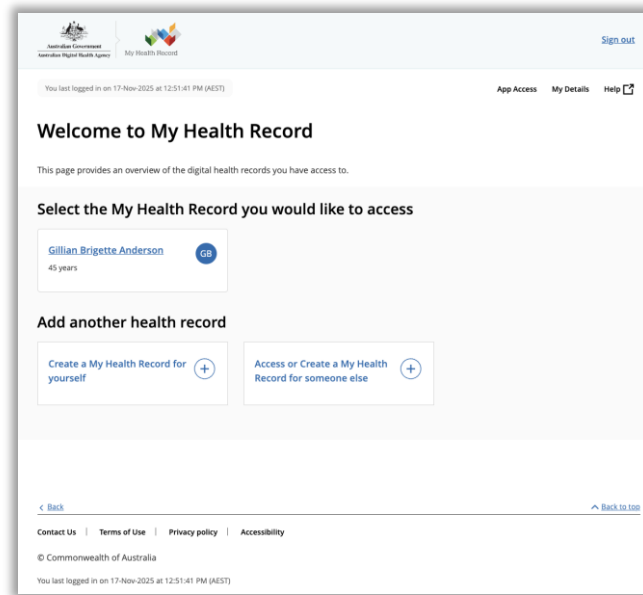 Australian Government
Australian Digital Health Agency
My Health Record
Sign out
You last logged in on 17-Nov-2025 at 12:51:41 PM (AEST)
App Access My Details Help
Welcome to My Health Record
This page provides an overview of the digital health records you have access to.
Select the My Health Record you would like to access
Gillian Brigette Anderson
GB
45 years
Add another health record
Create a My Health Record for
yourself
Access or Create a My Health
Record for someone else
Back
Back to top
Contact Us | Terms of Use | Privacy policy | Accessibility
© Commonwealth of Australia
You last logged in on 17-Nov-2025 at 12:51:41 PM (AEST)